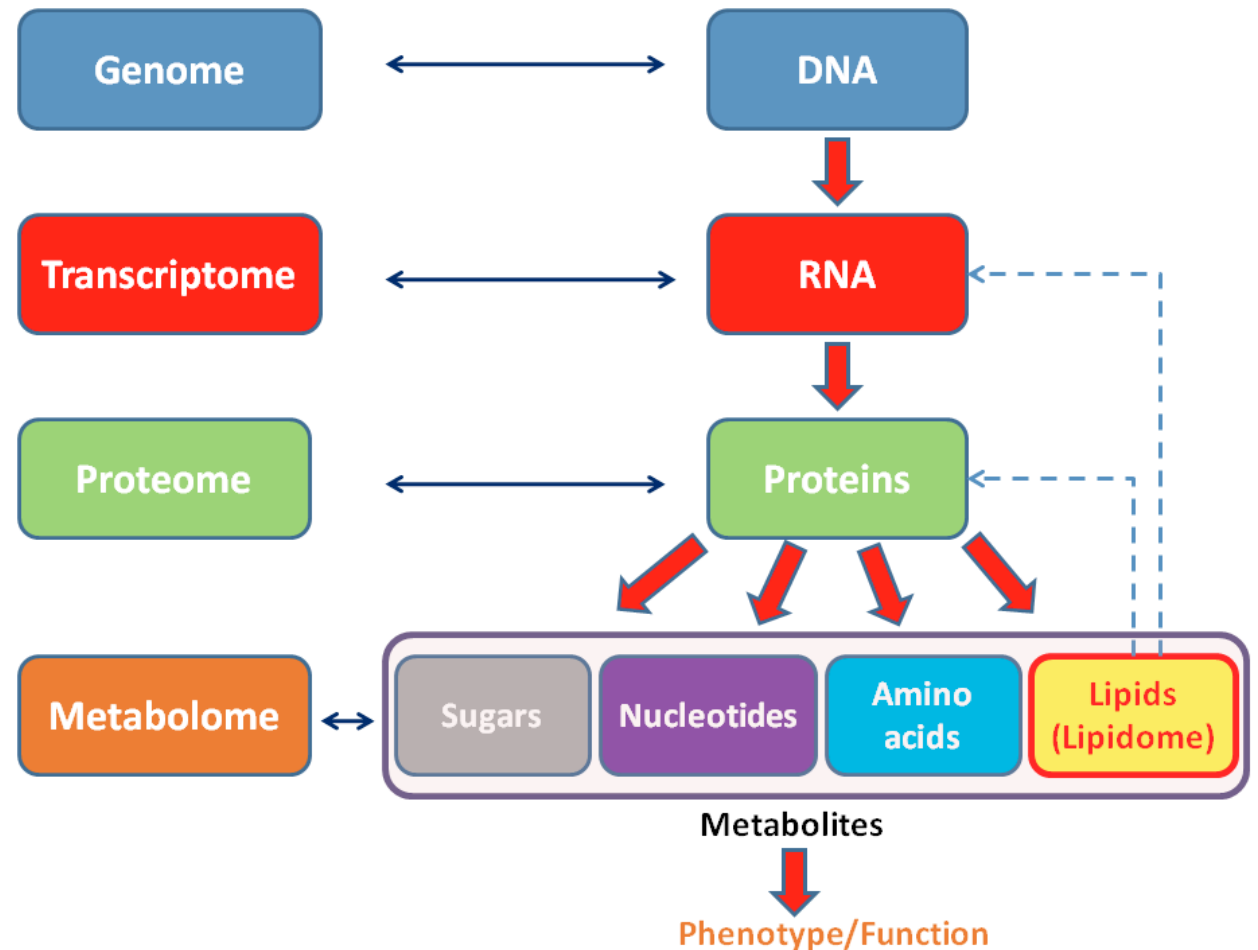 Genome
DNA
Transcriptome
RNA
Proteome
Proteins
Metabolome
Sugars
Nucleotides
Amino
acids
Lipids
(Lipidome)
Metabolites
Phenotype/Function